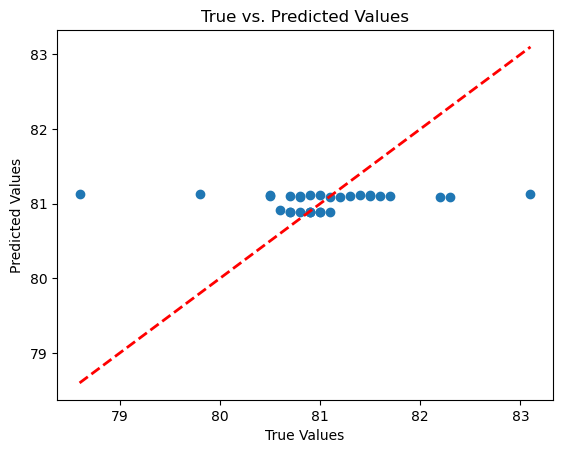 True vs. Predicted Values
83
82
81
80
79
Predicted Values
79 80 81 82 83
True Values